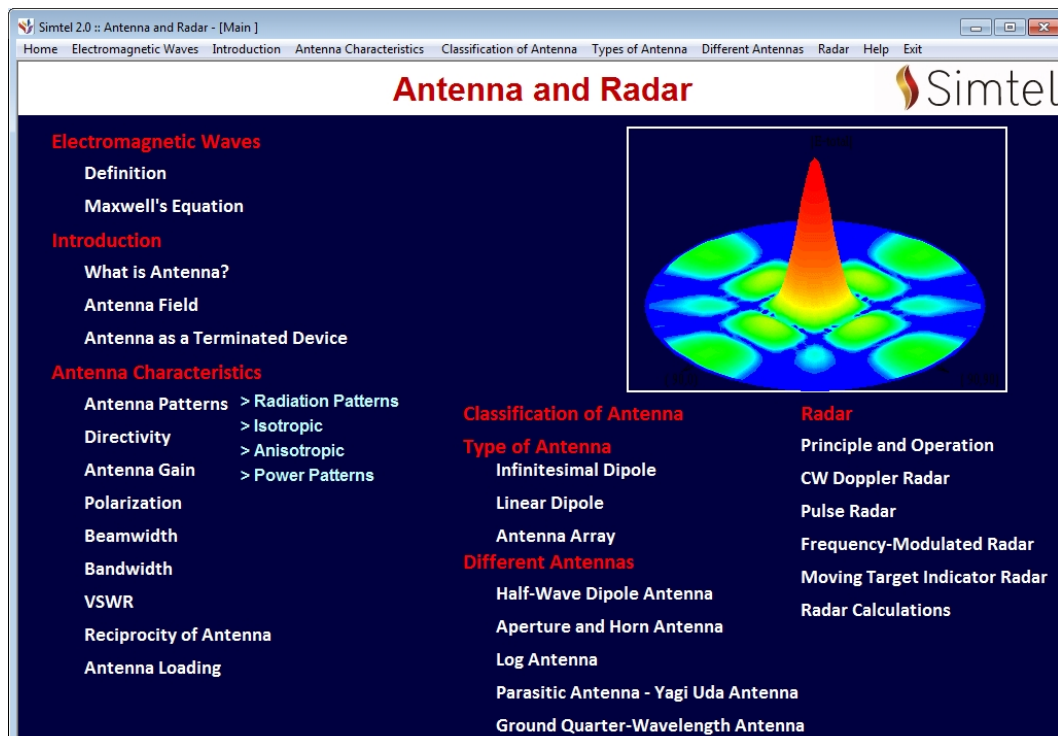 Simtel 2.0 :: Antenna and Radar - [Main ]
Home Electromagnetic Waves Introduction Antenna Characteristics Classification of Antenna Types of Antenna Different Antennas Radar Help Exit
Antenna and Radar
Simtel
Electromagnetic Waves
Definition
Maxwell's Equation
Introduction
What is Antenna?
Antenna Field
Antenna as a Terminated Device
Antenna Characteristics
Antenna Patterns
> Radiation Patterns
> Isotropic
> Anisotropic
> Power Patterns
Directivity
Antenna Gain
Polarization
Beamwidth
Bandwidth
VSWR
Reciprocity of Antenna
Antenna Loading
Classification of Antenna
Type of Antenna
Infinitesimal Dipole
Linear Dipole
Antenna Array
Different Antennas
Half-Wave Dipole Antenna
Aperture and Horn Antenna
Log Antenna
Parasitic Antenna - Yagi Uda Antenna
Ground Quarter-Wavelength Antenna
Radar
Principle and Operation
CW Doppler Radar
Pulse Radar
Frequency-Modulated Radar
Moving Target Indicator Radar
Radar Calculations